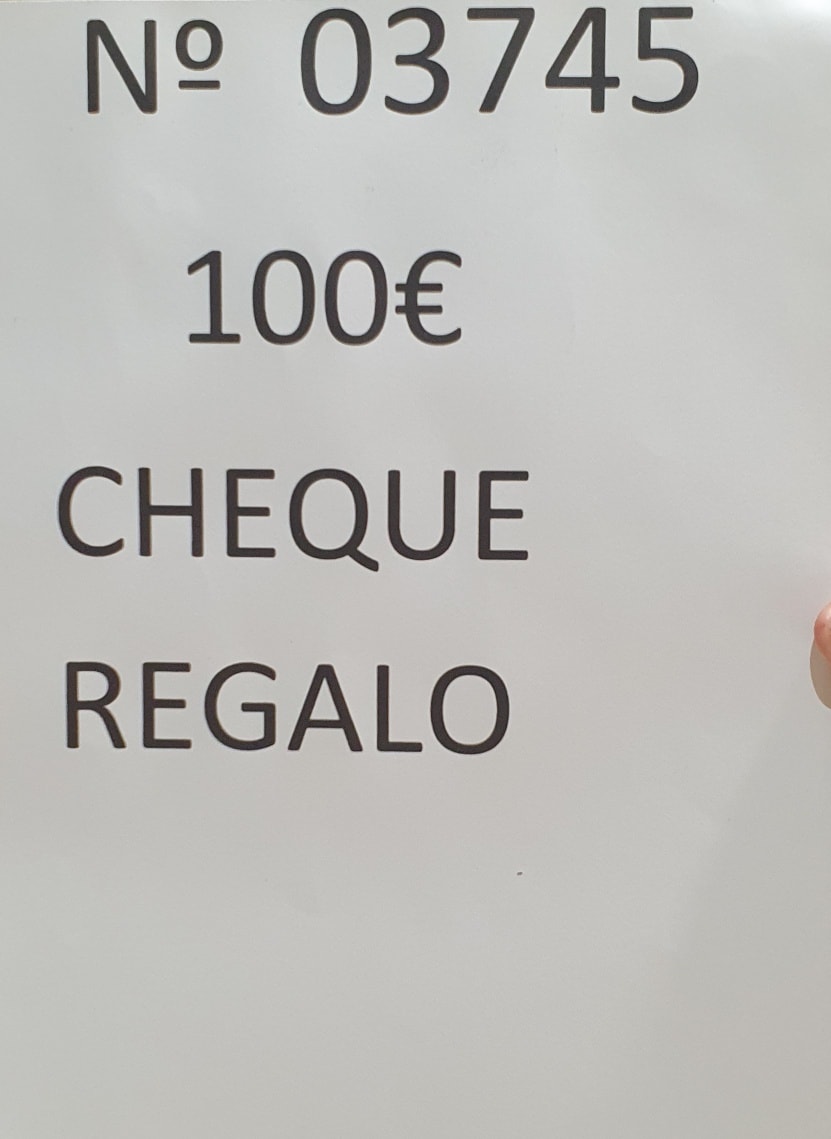 Nº 03745
100€
CHEQUE
REGALO